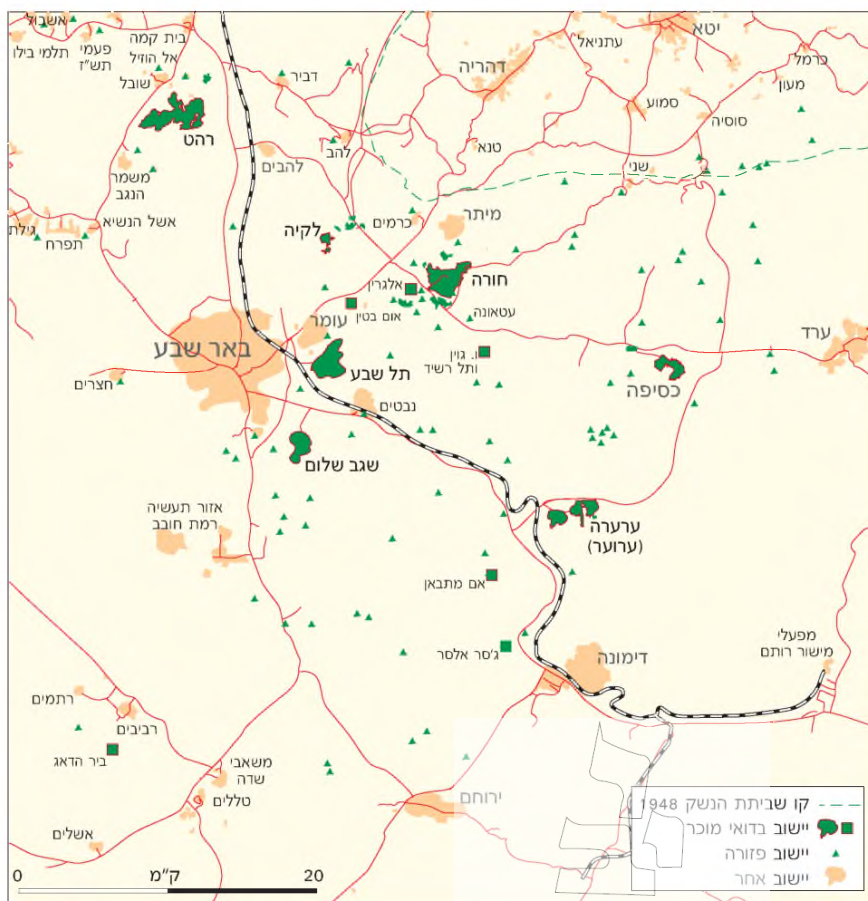 אשבול
תלמי בילו
פעמי
תש"ז
בית קמה
אל הוזיל
שובל
רהט
דביר
דהריה
עתניאל
יטא
כרמל
מעון
סמוע
סוסיה
טנא
שני
להב
להבים
משמר
הנגב
אשל הנשיא
גילת
תפרח
כרמים
מיתר
לקיה
חורה
אלגרין
אום בטין
עטאונה
עומר
באר שבע
תל שבע
ו. גוין
ותל רשיד
ערד
כסיפה
חצרים
נבטים
שגב שלום
אזור תעשיה
רמת חובב
ערערה
(ערוער)
אם מתבאן
ג'סר אלסר
דימונה
מפעלי
מישור רותם
רתמים
רביבים
ביר הדאג
משאבי
שדה
טללים
אשלים
ירוחם
קו שביתת הנשק 1948
יישוב בדואי מוכר
יישוב פזורה
יישוב אחר
0 ק"מ 20